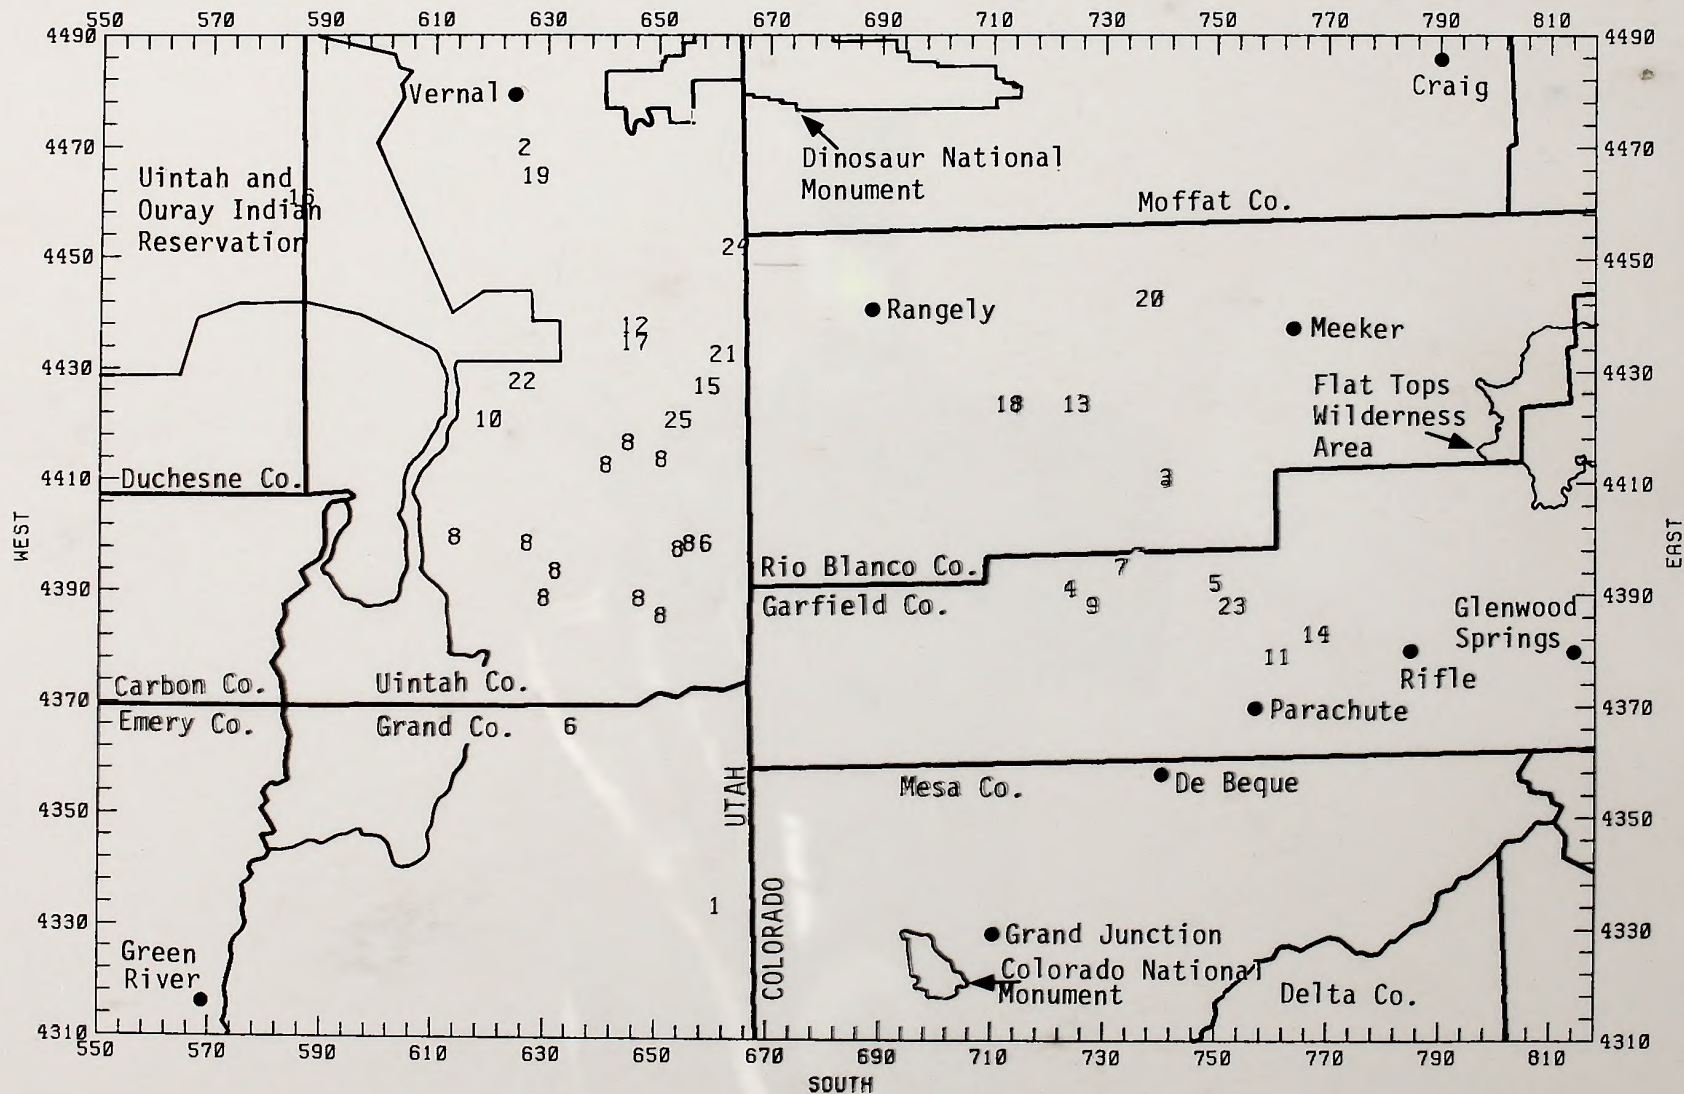 550 570 590 610 630 650 670 690 710 730 750 770 790 810
4490 4490
Vernal
Craig
2
4470 4470
Dinosaur National
Monument
Uintah and
19
16
Ouray Indian
Reservation
Moffat Co.
24
4450 4450
20
Rangely
12
17
Meeker
21
4430 4430
22 15
Flat Tops
Wilderness
Area
18 13
10 25
8
8 8
3
Duchesne Co.
4410 4410
8 8 8 8 6
Rio Blanco Co.
7
8
4390 4390
4 5
8 8
Garfield Co.
9 23
Glenwood
Springs
8
14
11
Rifle
Carbon Co. Uintah Co.
4370 4370
Parachute
Emery Co. Grand Co. 6
Mesa Co.
De Beque
UTAH
4350 4350
COLORADO
1
4330 4330
Grand Junction
Green
River
Colorado National
Monument
Delta Co.
4310 4310
550 570 590 610 630 650 670 690 710 730 750 770 790 810
SOUTH
WEST
EAST